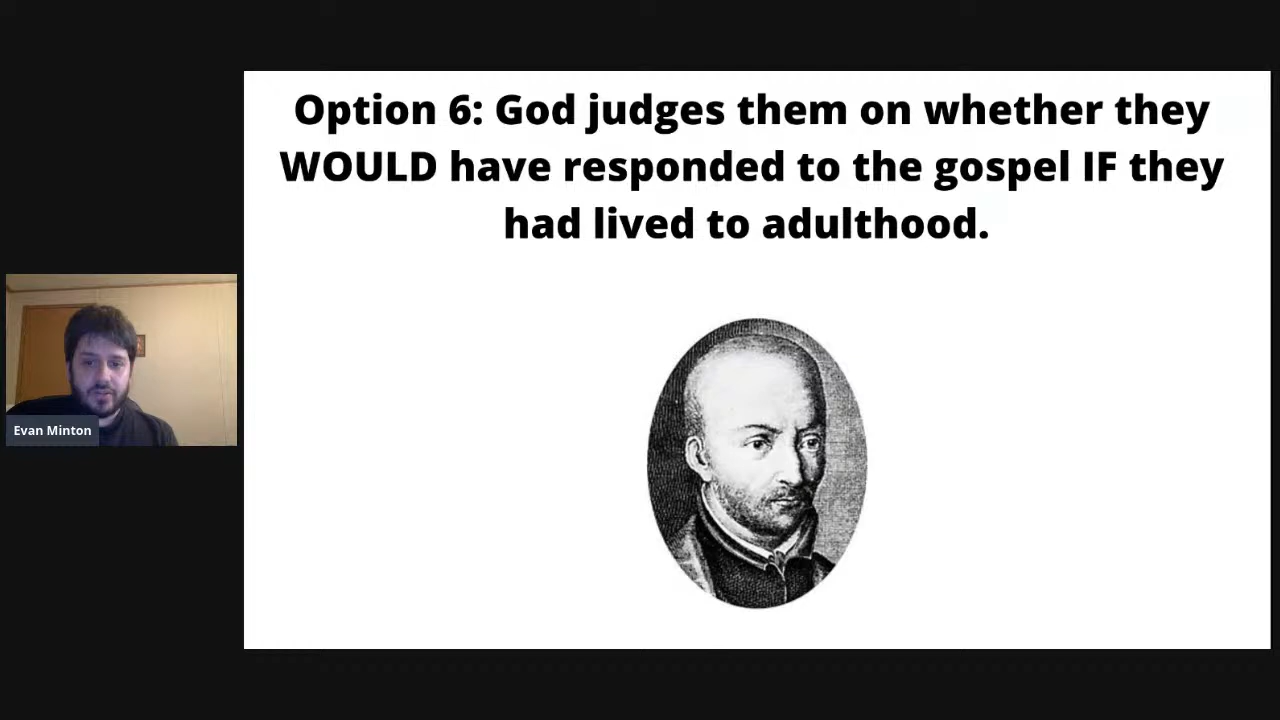 Option 6: God judges them on whether they
WOULD have responded to the gospel IF they
had lived to adulthood.
Evan Minton